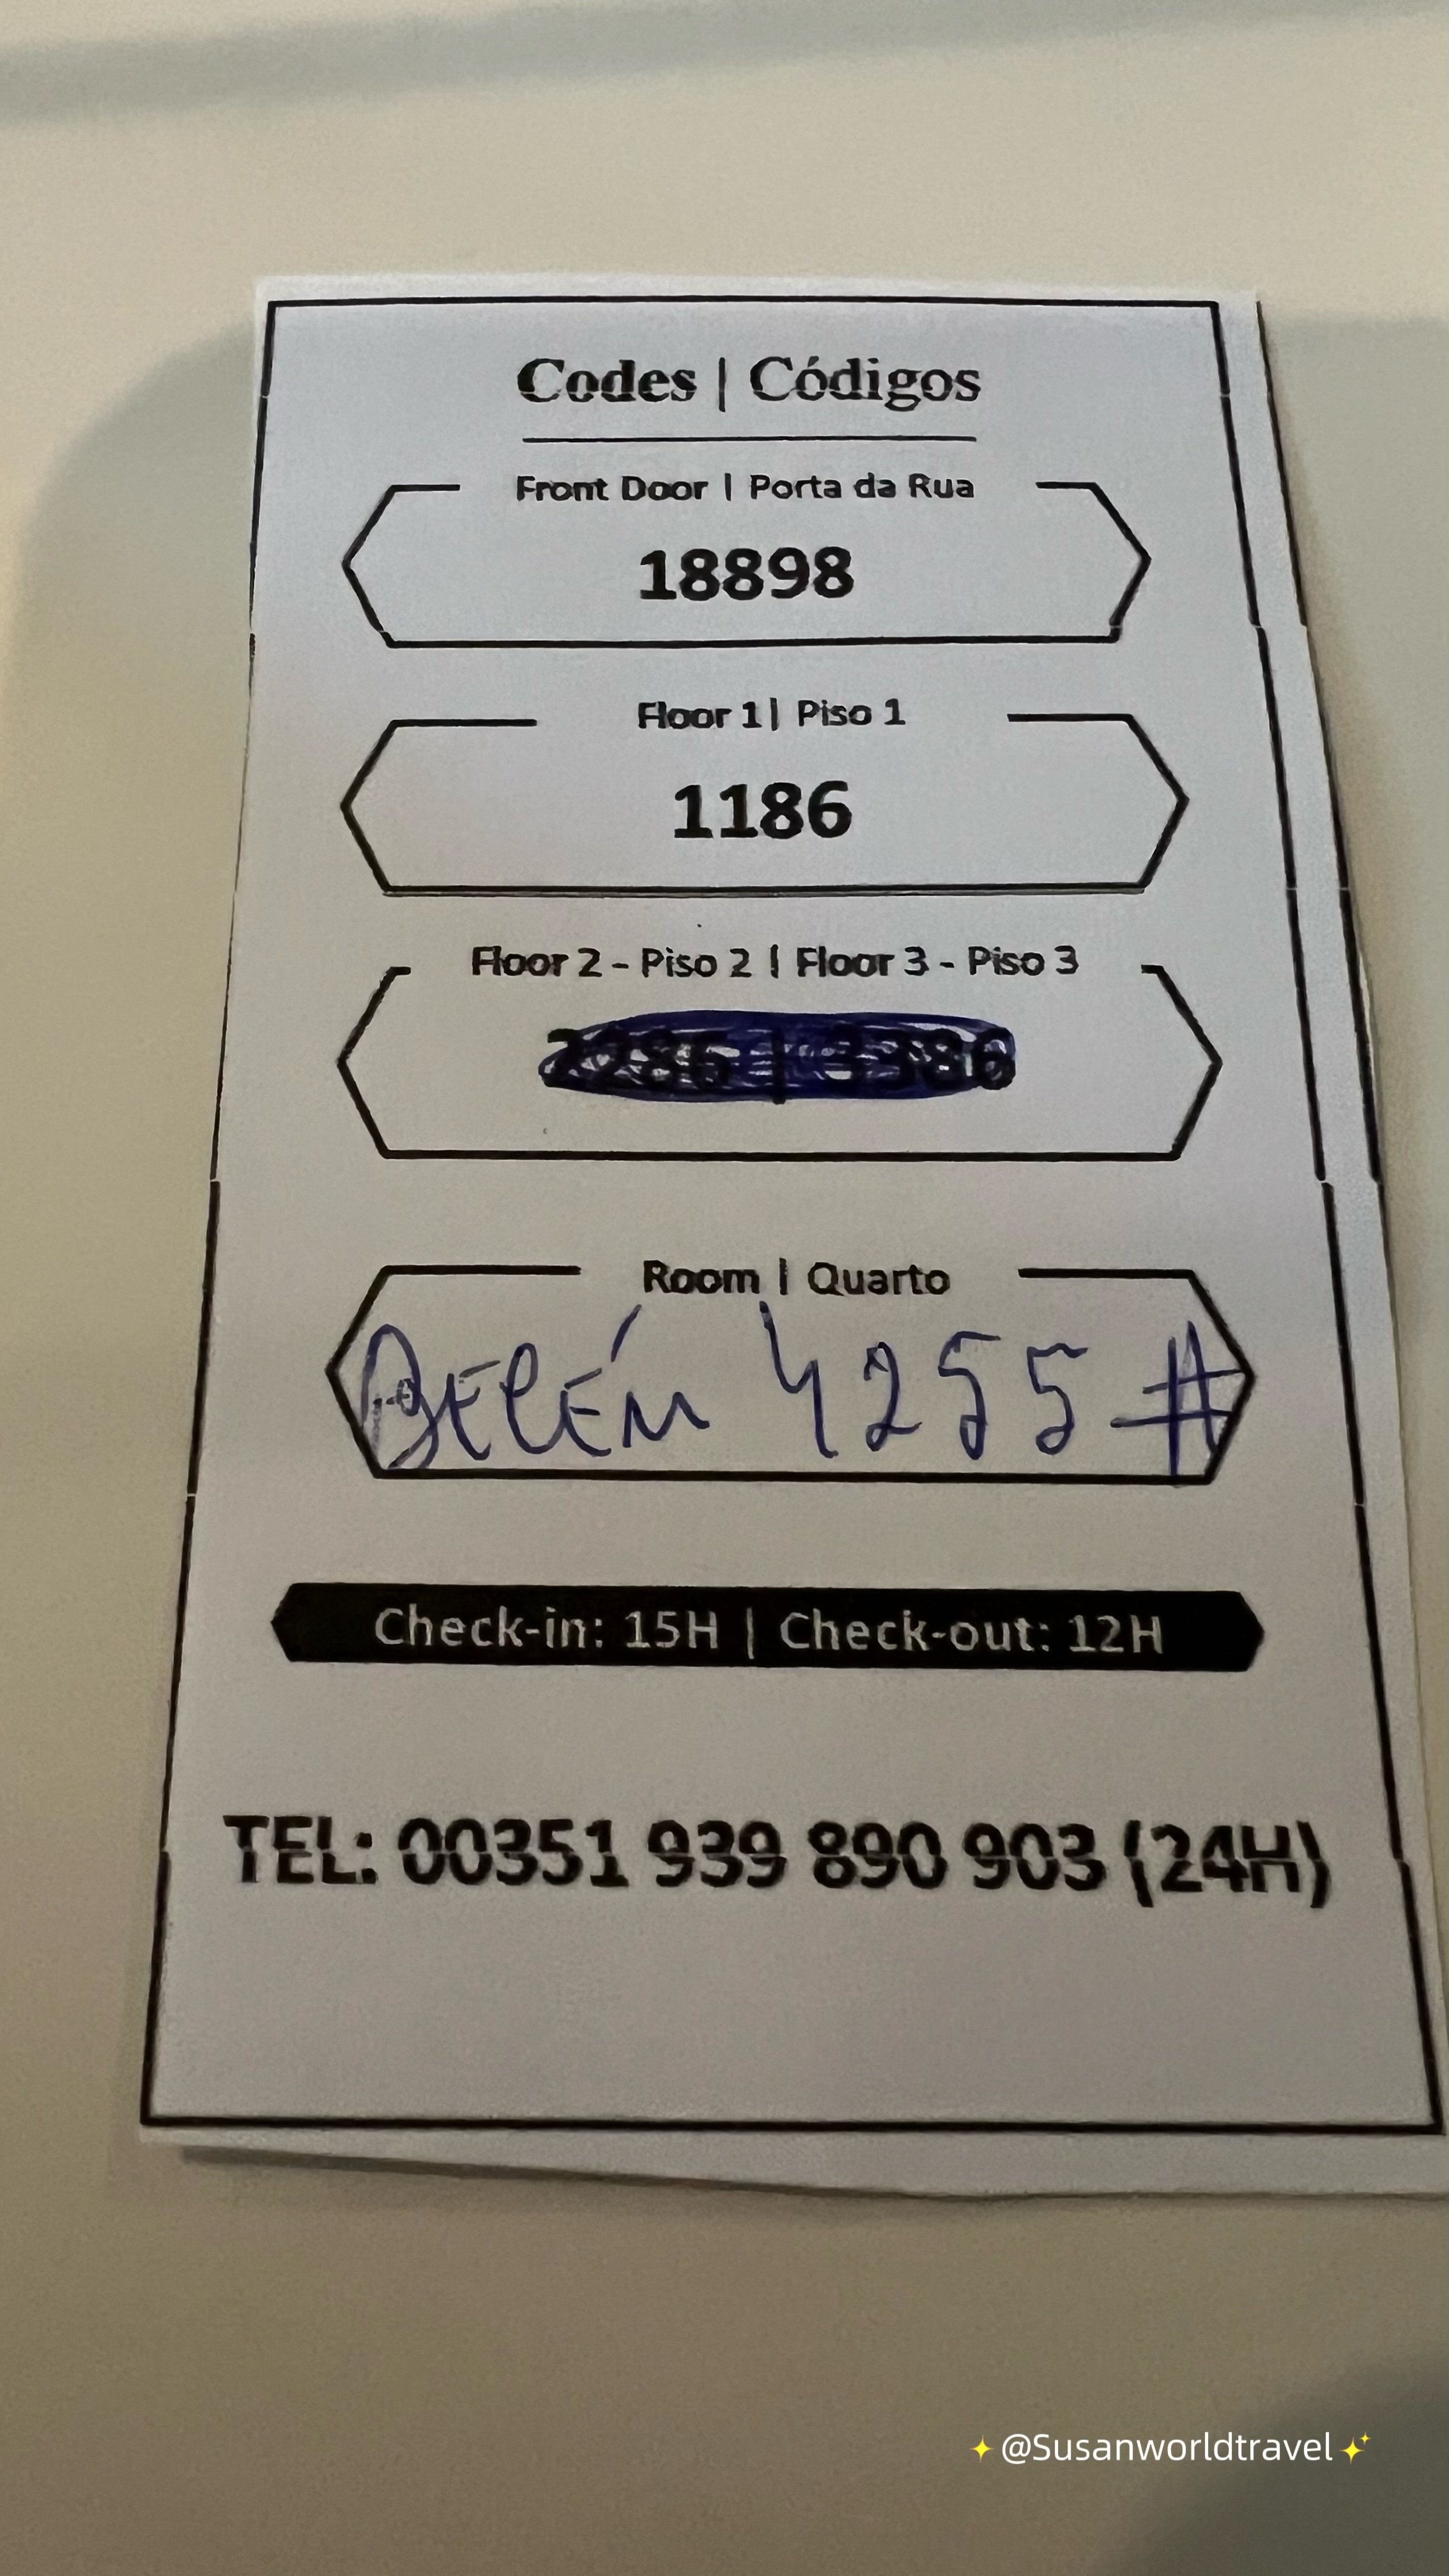 Codes | Códigos
Front Door | Porta da Rua
18898
Floor 1 | Piso 1
1186
Floor 2 - Piso 2 | Floor 3 - Piso 3
Room | Quarto
BELÉM 4255 #
Check-in: 15H | Check-out: 12H
TEL: 00351 939 890 903 (24H)
@Susanworldtravel